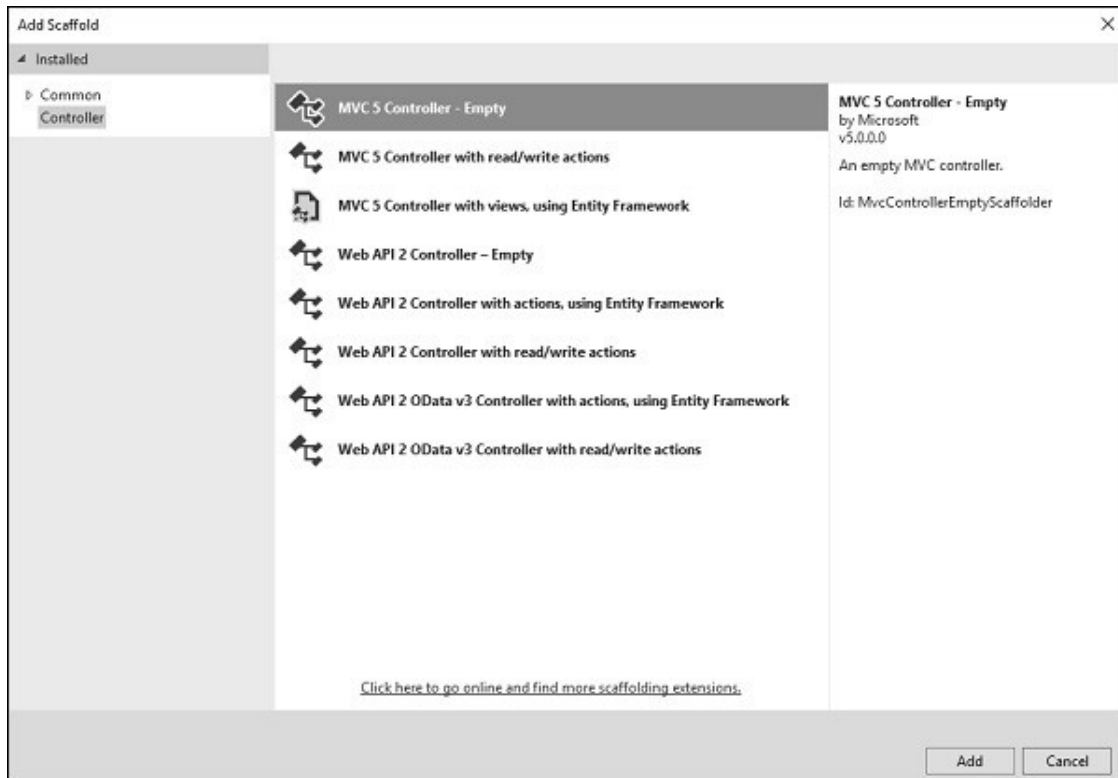 Add Scaffold
Installed
Common
Controller
MVC 5 Controller - Empty
MVC 5 Controller with read/write actions
MVC 5 Controller with views, using Entity Framework
Web API 2 Controller – Empty
Web API 2 Controller with actions, using Entity Framework
Web API 2 Controller with read/write actions
Web API 2 OData v3 Controller with actions, using Entity Framework
Web API 2 OData v3 Controller with read/write actions
Click here to go online and find more scaffolding extensions.
MVC 5 Controller - Empty
by Microsoft
v5.0.0.0
An empty MVC controller.
Id: MvcControllerEmptyScaffolder
Add
Cancel